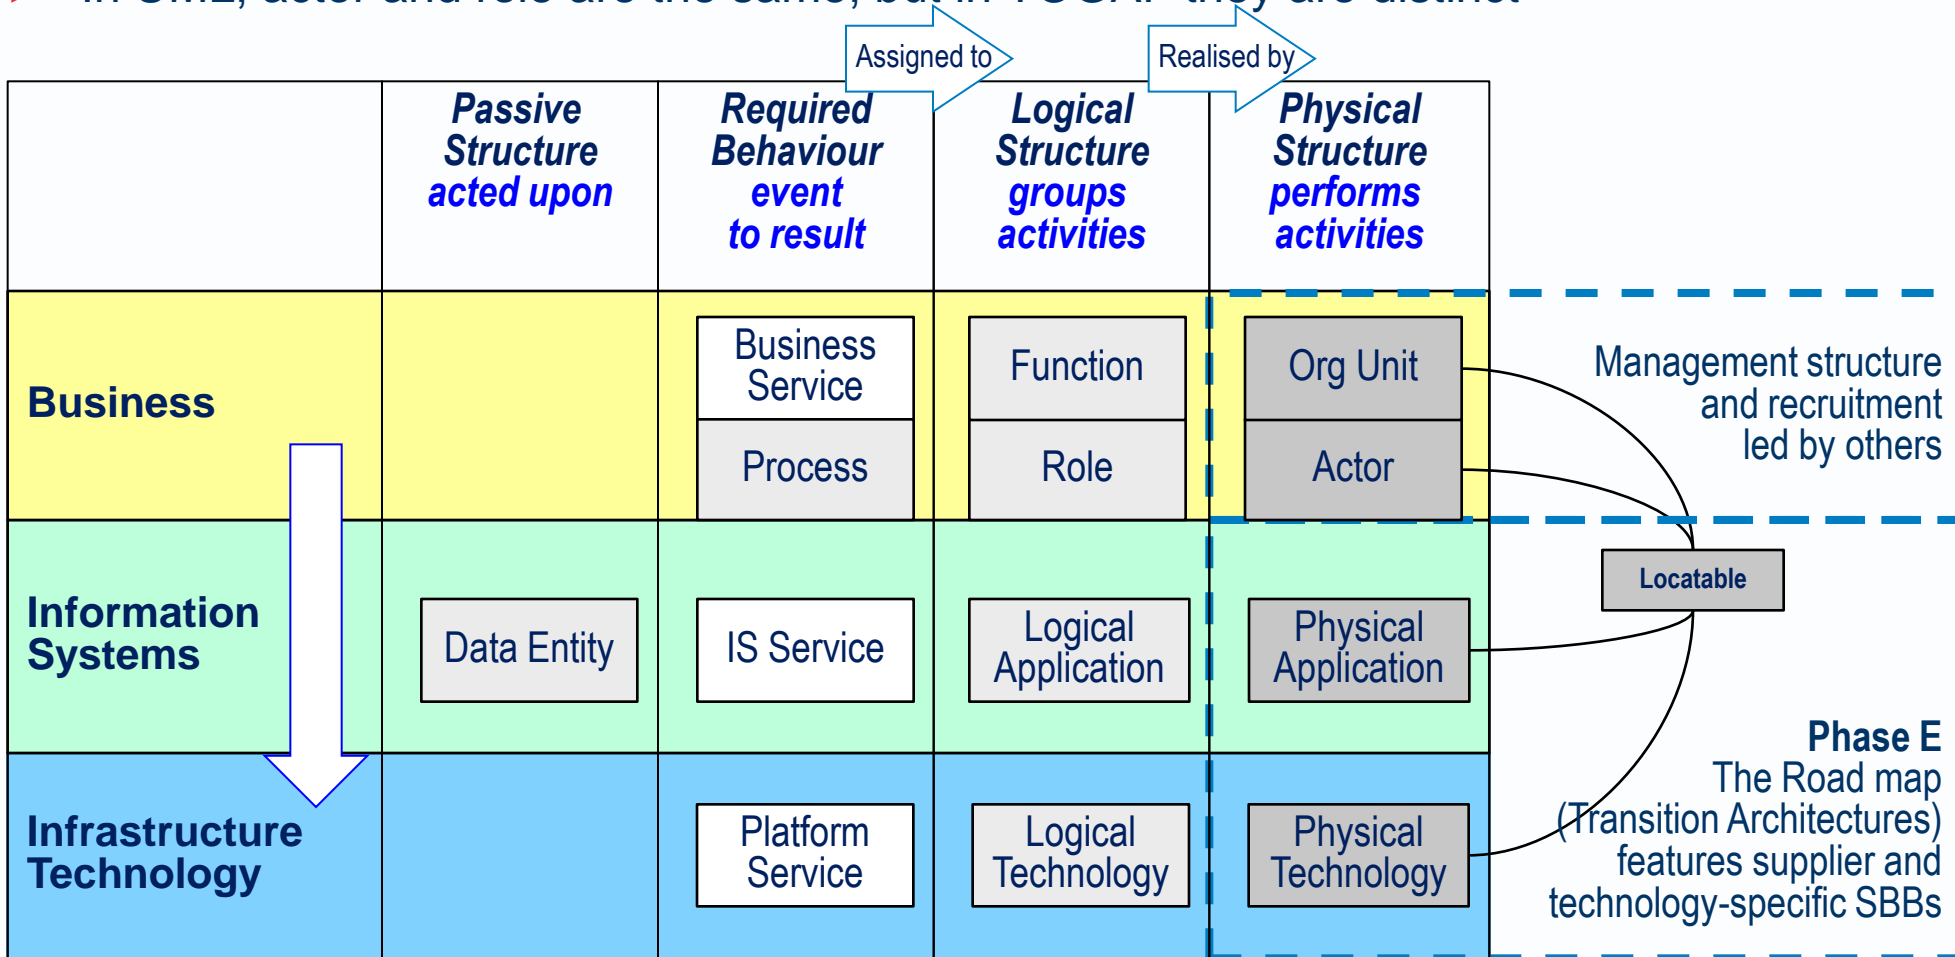 Assigned to
Realised by
Passive
Structure
acted upon
Required
Behaviour
event
to result
Logical
Structure
groups
activities
Physical
Structure
performs
activities
Business
Business
Service
Process
Function
Role
Org Unit
Actor
Management structure
and recruitment
led by others
Information
Systems
Data Entity
IS Service
Logical
Application
Physical
Application
Locatable
Infrastructure
Technology
Platform
Service
Logical
Technology
Physical
Technology
Phase E
The Road map
(Transition Architectures)
features supplier and
technology-specific SBBs